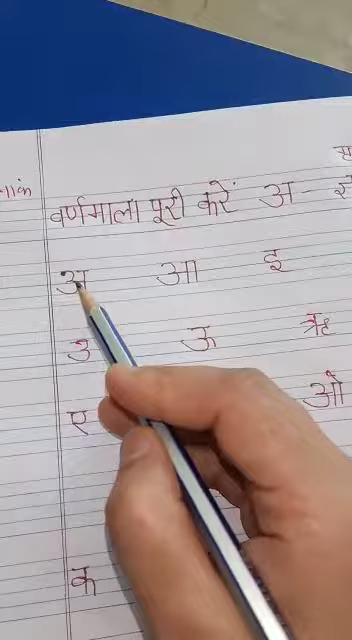 वर्णमाला पूरी करें अ -
अ आ इ
उ ऊ ऋ
ए ओ
क